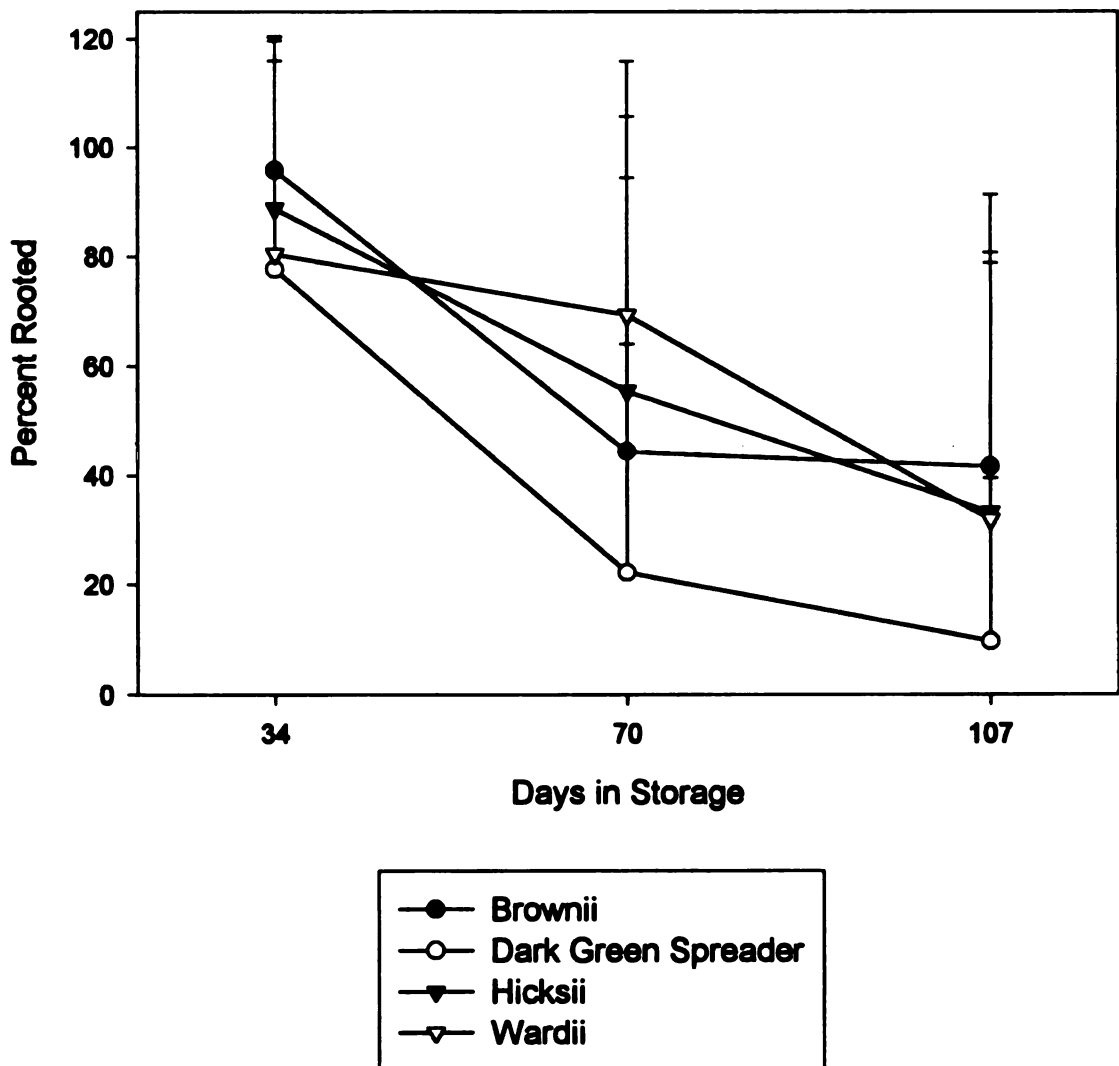 120
100
80
60
40
20
0
Percent Rooted
34 70 107
Days in Storage
Brownii
Dark Green Spreader
Hicksii
Wardii